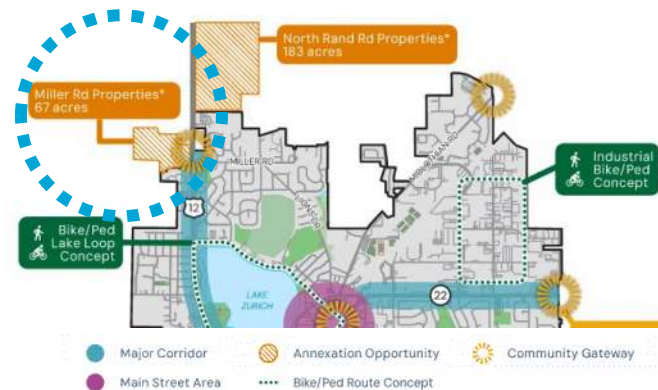 North Rand Rd Properties*
183 acres
Miller Rd Properties*
67 acres
MILLER RD
12
Industrial
Bike/Ped
Concept
Bike/Ped
Lake Loop
Concept
LAKE
ZURICH
22
Major Corridor
Annexation Opportunity
Community Gateway
Main Street Area
Bike/Ped Route Concept